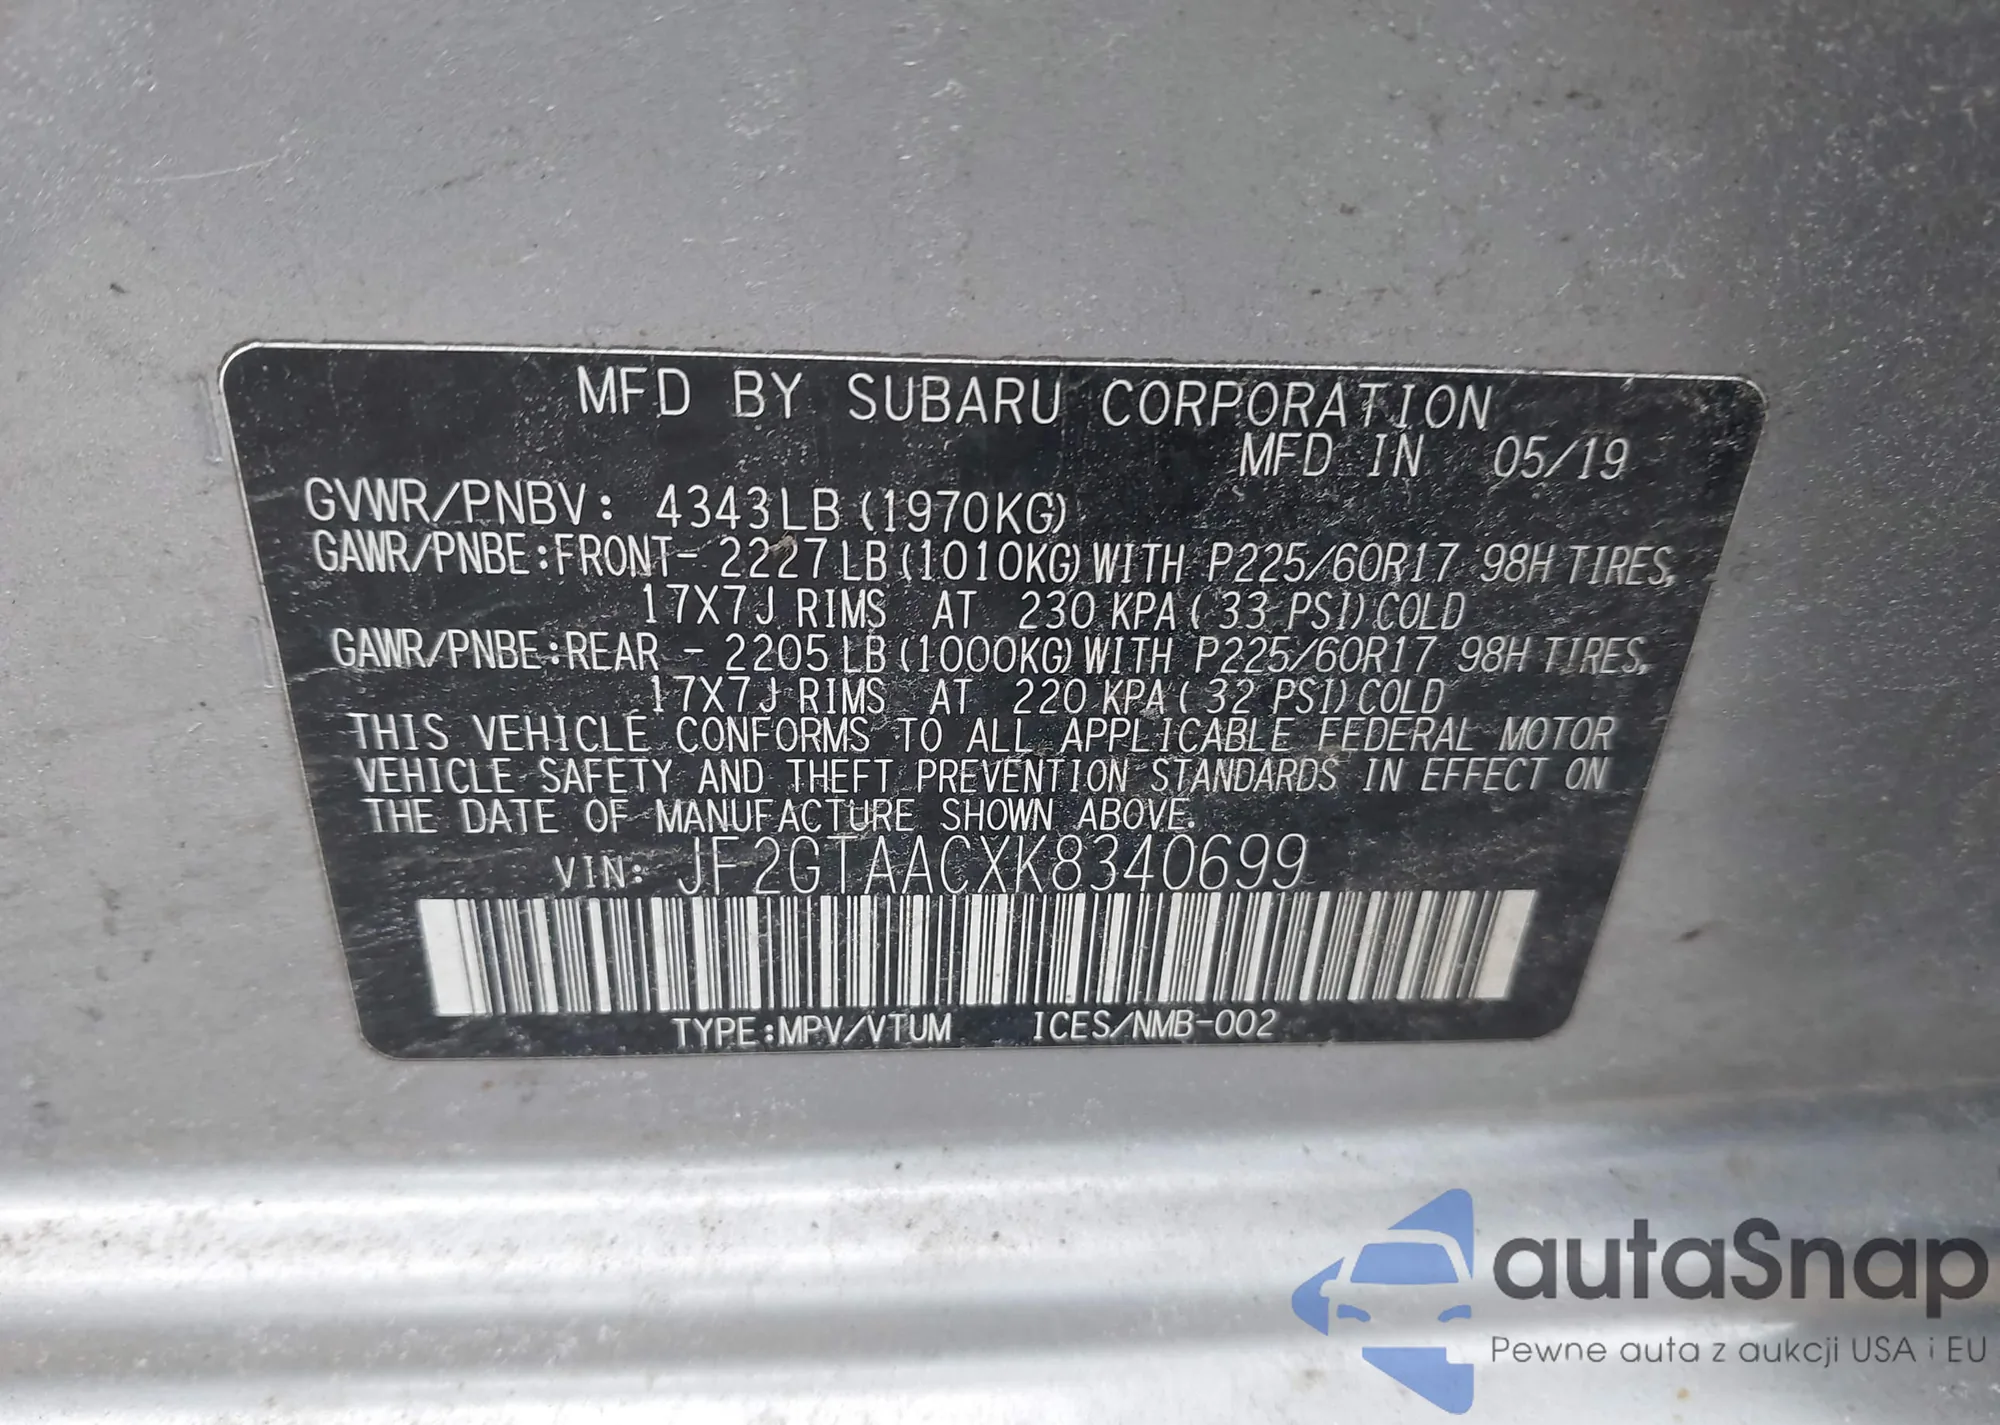 MFD BY SUBARU CORPORATION
MFD IN 05/19
GVWR/PNBV: 4343LB (1970KG)
GAWR/PNBE:FRONT- 2227LB(1010KG)WITH P225/60R17 98H TIRES,
17X7J RIMS AT 230 KPA( 33 PSI)COLD
GAWR/PNBE:REAR - 2205LB(1000KG)WITH P225/60R17 98H TIRES,
17X7J RIMS AT 220 KPA( 32 PSI)COLD
THIS VEHICLE CONFORMS TO ALL APPLICABLE FEDERAL MOTOR
VEHICLE SAFETY AND THEFT PREVENTION STANDARDS IN EFFECT ON
THE DATE OF MANUFACTURE SHOWN ABOVE.
VIN: JF2GTAACXK8340699
TYPE:MPV/VTUM ICES/NMB-002
autaSnap
Pewne auta z aukcji USA i EU